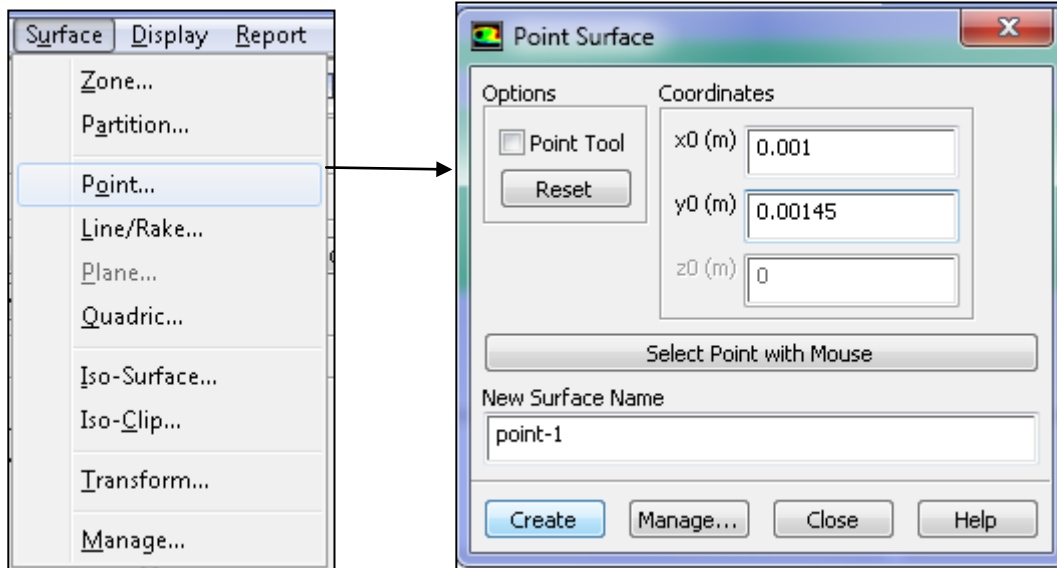 Surface Display Report
Zone...
Partition...
Point...
Line/Rake...
Plane...
Quadric...
Iso-Surface...
Iso-Clip...
Transform...
Manage...
Point Surface
Options
Point Tool
Reset
Coordinates
x0 (m) 0.001
y0 (m) 0.00145
z0 (m) 0
Select Point with Mouse
New Surface Name
point-1
Create Manage... Close Help